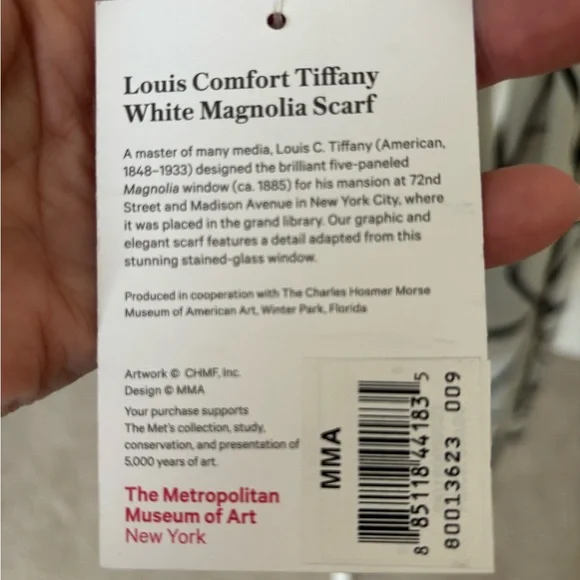 Louis Comfort Tiffany
White Magnolia Scarf
A master of many media, Louis C. Tiffany (American,
1848–1933) designed the brilliant five-paneled
Magnolia window (ca. 1885) for his mansion at 72nd
Street and Madison Avenue in New York City, where
it was placed in the grand library. Our graphic and
elegant scarf features a detail adapted from this
stunning stained-glass window.
Produced in cooperation with The Charles Hosmer Morse
Museum of American Art, Winter Park, Florida
Artwork © CHMF, Inc.
Design © MMA
Your purchase supports
The Met's collection, study,
conservation, and presentation of
5,000 years of art.
The Metropolitan
Museum of Art
New York
MMA
8 85118 44183 5
80013623 009